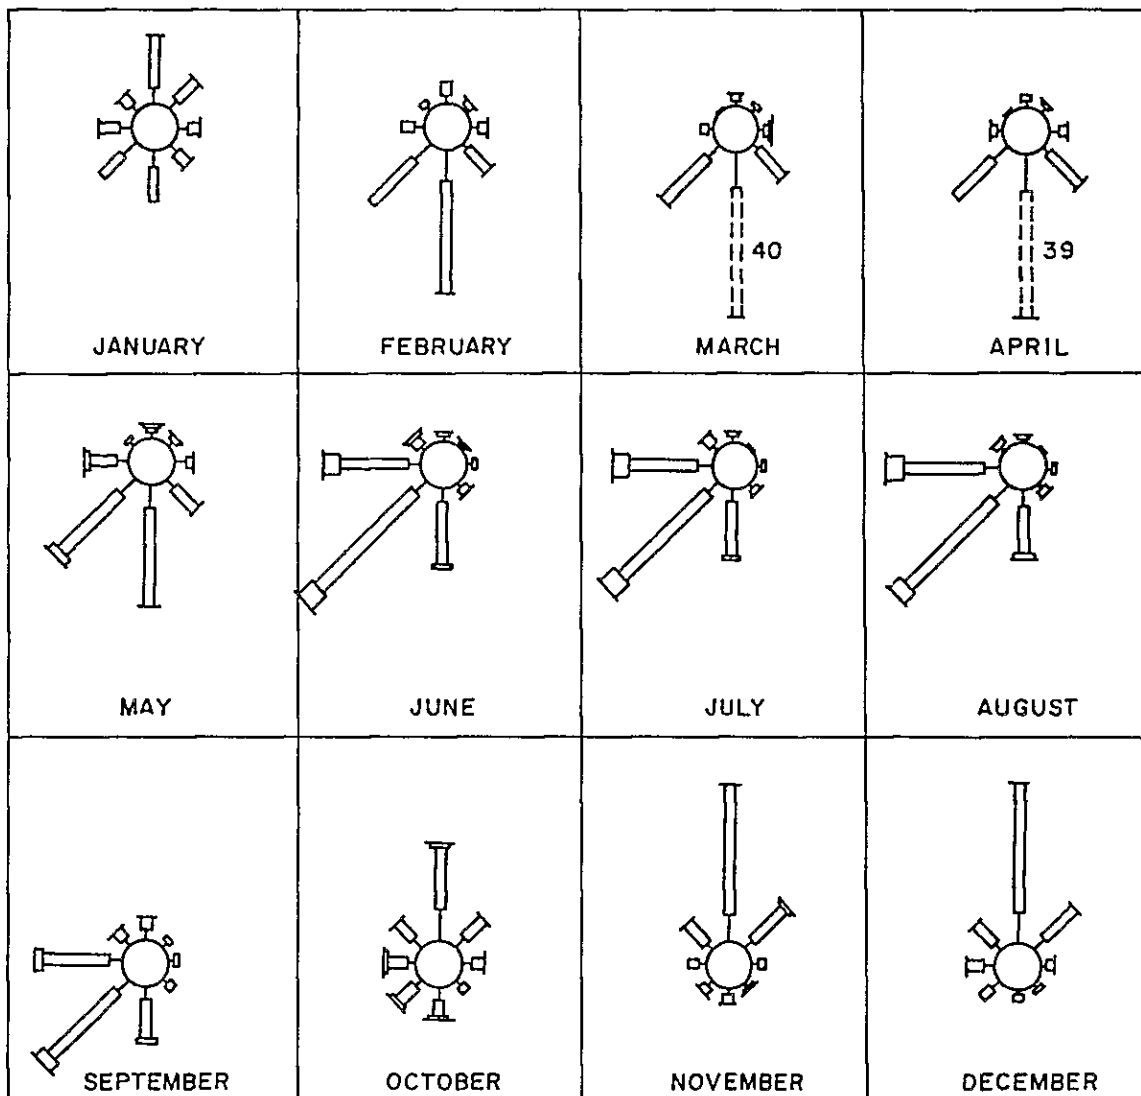 40
39
JANUARY FEBRUARY MARCH APRIL
MAY JUNE JULY AUGUST
SEPTEMBER OCTOBER NOVEMBER DECEMBER